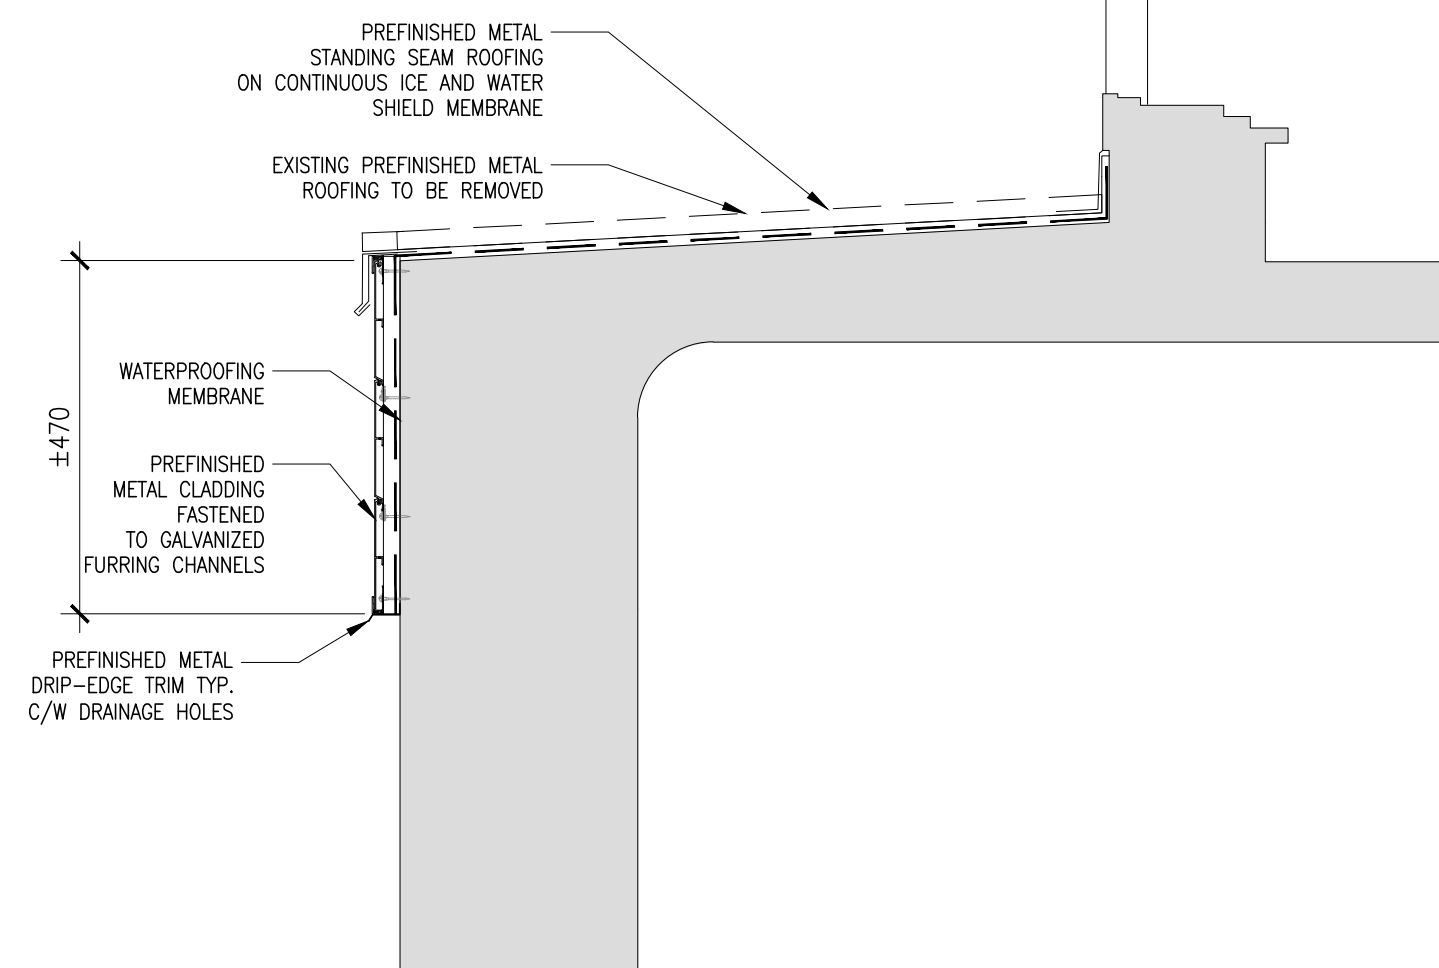 PREFINISHED METAL
STANDING SEAM ROOFING
ON CONTINUOUS ICE AND WATER
SHIELD MEMBRANE
EXISTING PREFINISHED METAL
ROOFING TO BE REMOVED
WATERPROOFING
MEMBRANE
±470
PREFINISHED
METAL CLADDING
FASTENED
TO GALVANIZED
FURRING CHANNELS
PREFINISHED METAL
DRIP-EDGE TRIM TYP.
C/W DRAINAGE HOLES